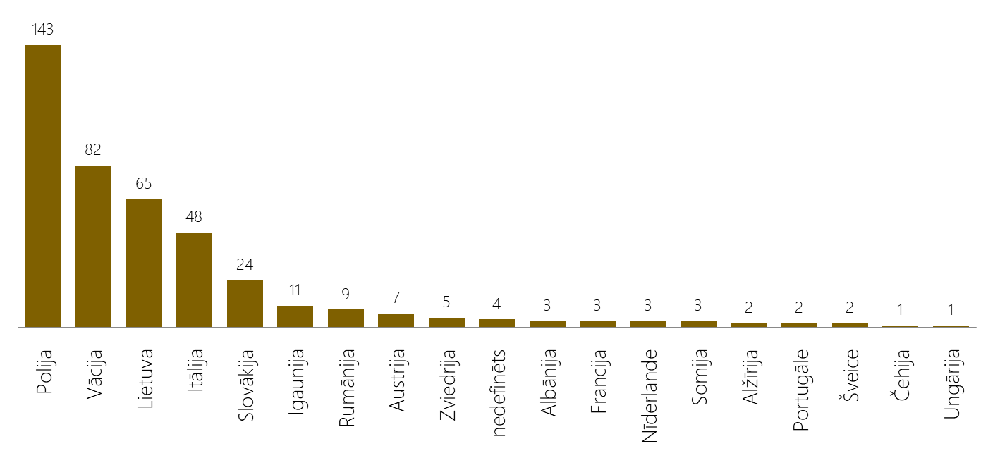 143
82
65
48
24
11
9
7
5
4
3
3
3
3
2
2
2
1
1
Polija
Vācija
Lietuva
Itālija
Slovākija
Igaunija
Rumānija
Austrija
Zviedrija
nedefinēts
Albānija
Francija
Nīderlande
Somija
Alžīrija
Portugāle
Šveice
Čehija
Ungārija